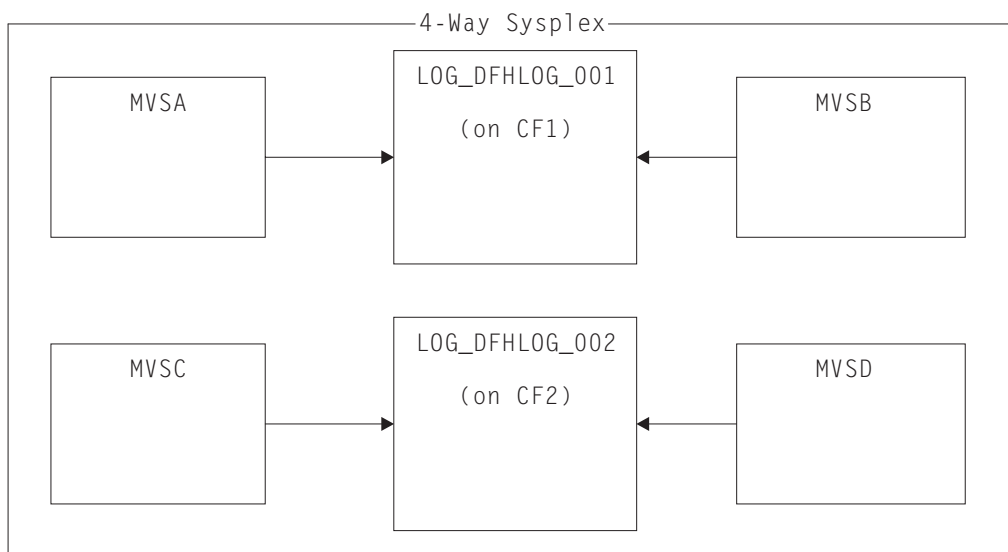 4-Way Sysplex
MVSA
LOG_DFHLOG_001
(on CF1)
MVSB
MVSC
LOG_DFHLOG_002
(on CF2)
MVSD